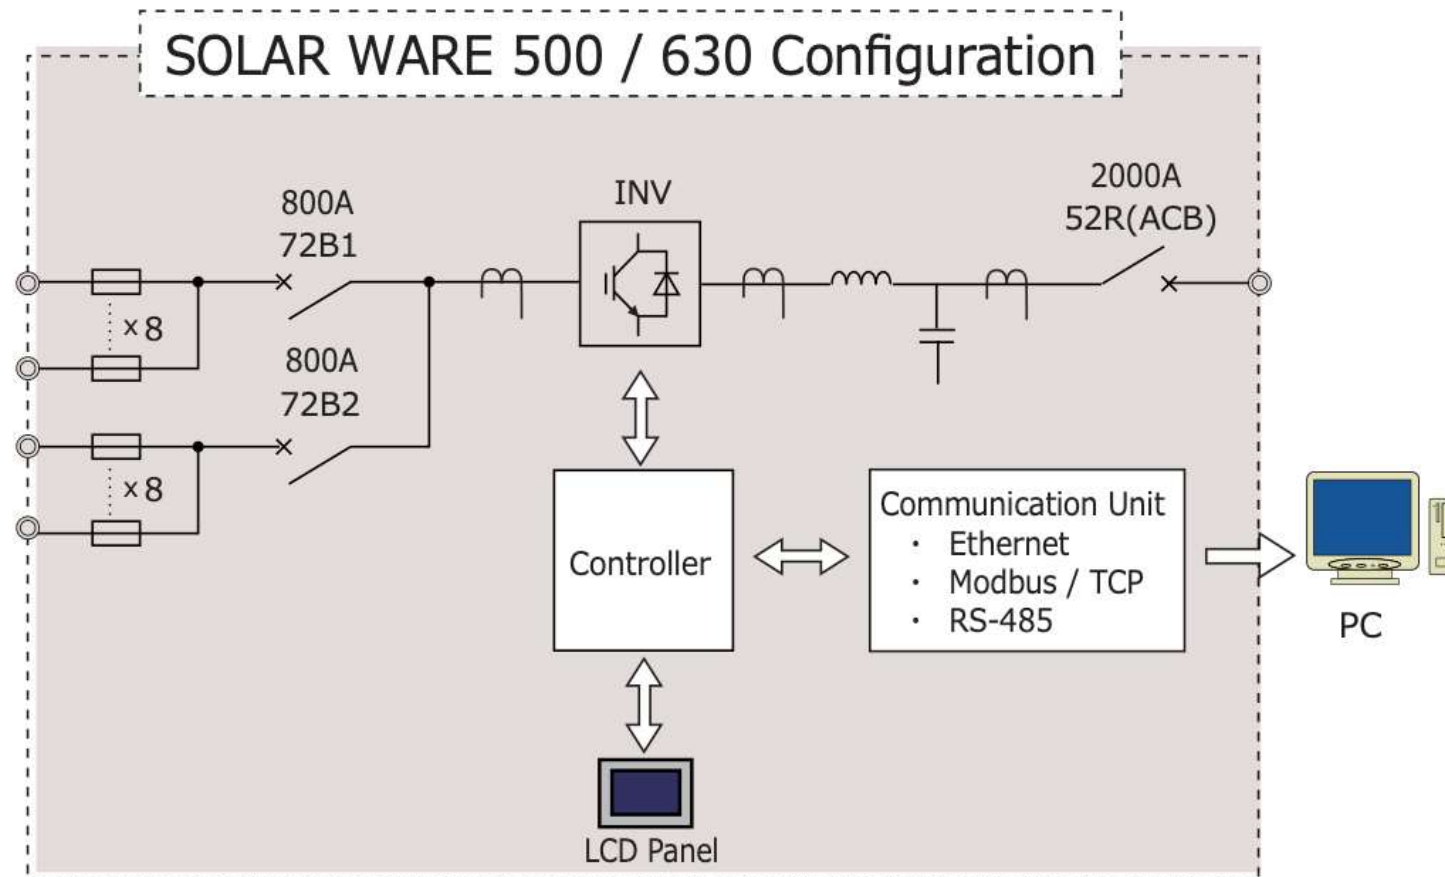 SOLAR WARE 500 / 630 Configuration
800A
72B1
INV
2000A
52R(ACB)
x 8
800A
72B2
x 8
Controller
Communication Unit
· Ethernet
· Modbus / TCP
· RS-485
PC
LCD Panel